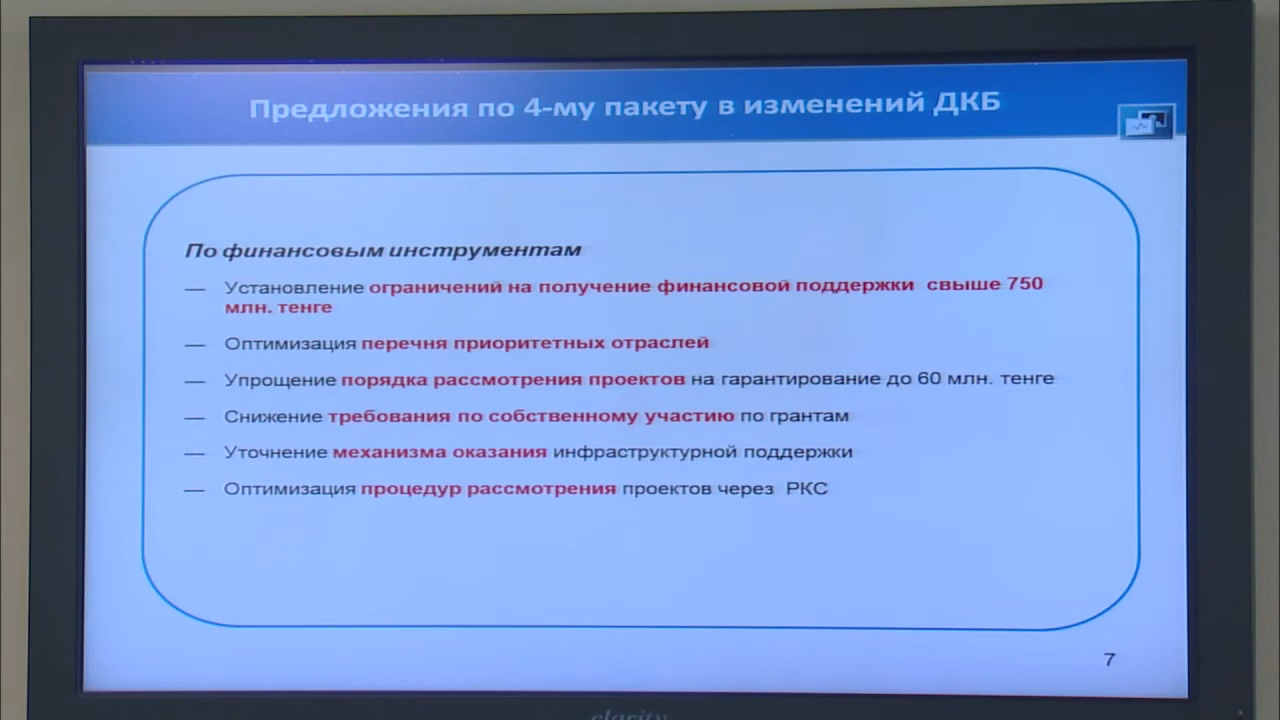 Предложения по 4-му пакету в изменений ДКБ
По финансовым инструментам
— Установление ограничений на получение финансовой поддержки свыше 750
млн. тенге
— Оптимизация перечня приоритетных отраслей
— Упрощение порядка рассмотрения проектов на гарантирование до 60 млн. тенге
— Снижение требования по собственному участию по грантам
— Уточнение механизма оказания инфраструктурной поддержки
— Оптимизация процедур рассмотрения проектов через РКС
7
clarity